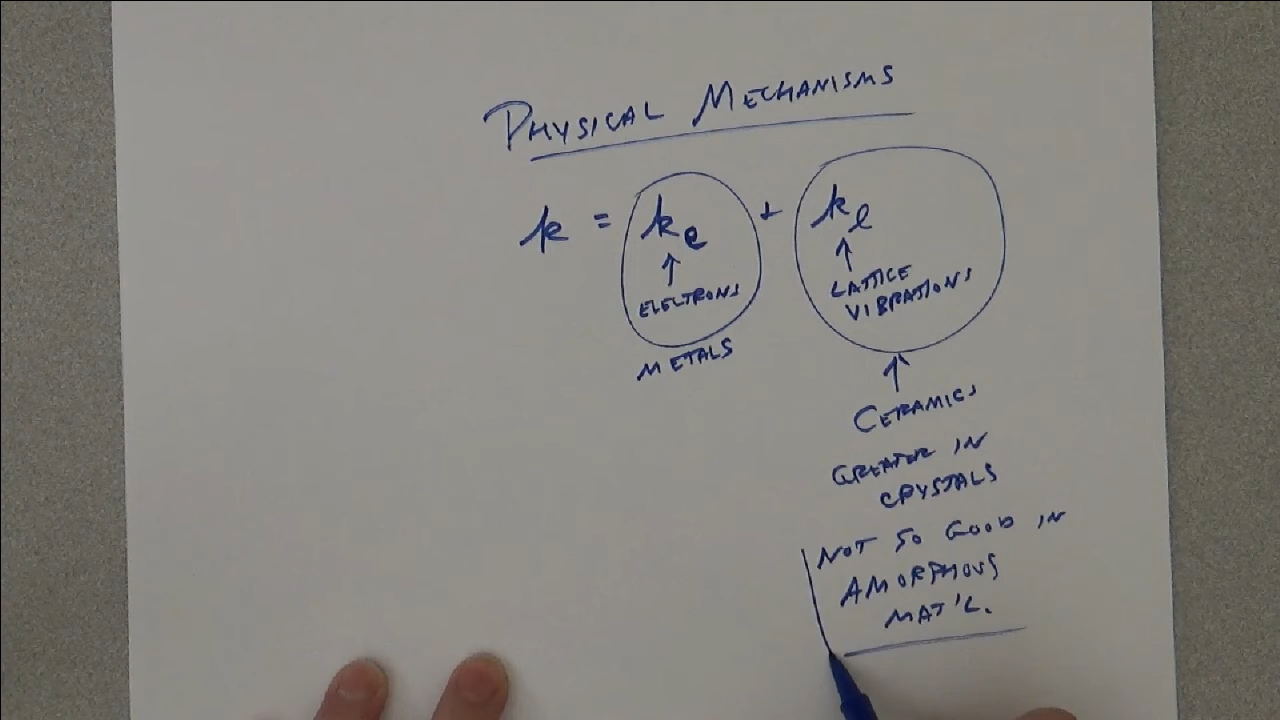 PHYSICAL MECHANISMS
k = ke + kl
↑ ↑
ELECTRONS
LATTICE
VIBRATIONS
METALS
↑
CERAMICS
GREATER IN
CRYSTALS
NOT SO GOOD IN
AMORPHOUS
MAT'L.